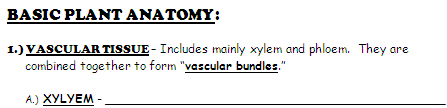 BASIC PLANT ANATOMY:
1.) VASCULAR TISSUE - Includes mainly xylem and phloem. They are
combined together to form "vascular bundles."
A.) XYLYEM - ____________________